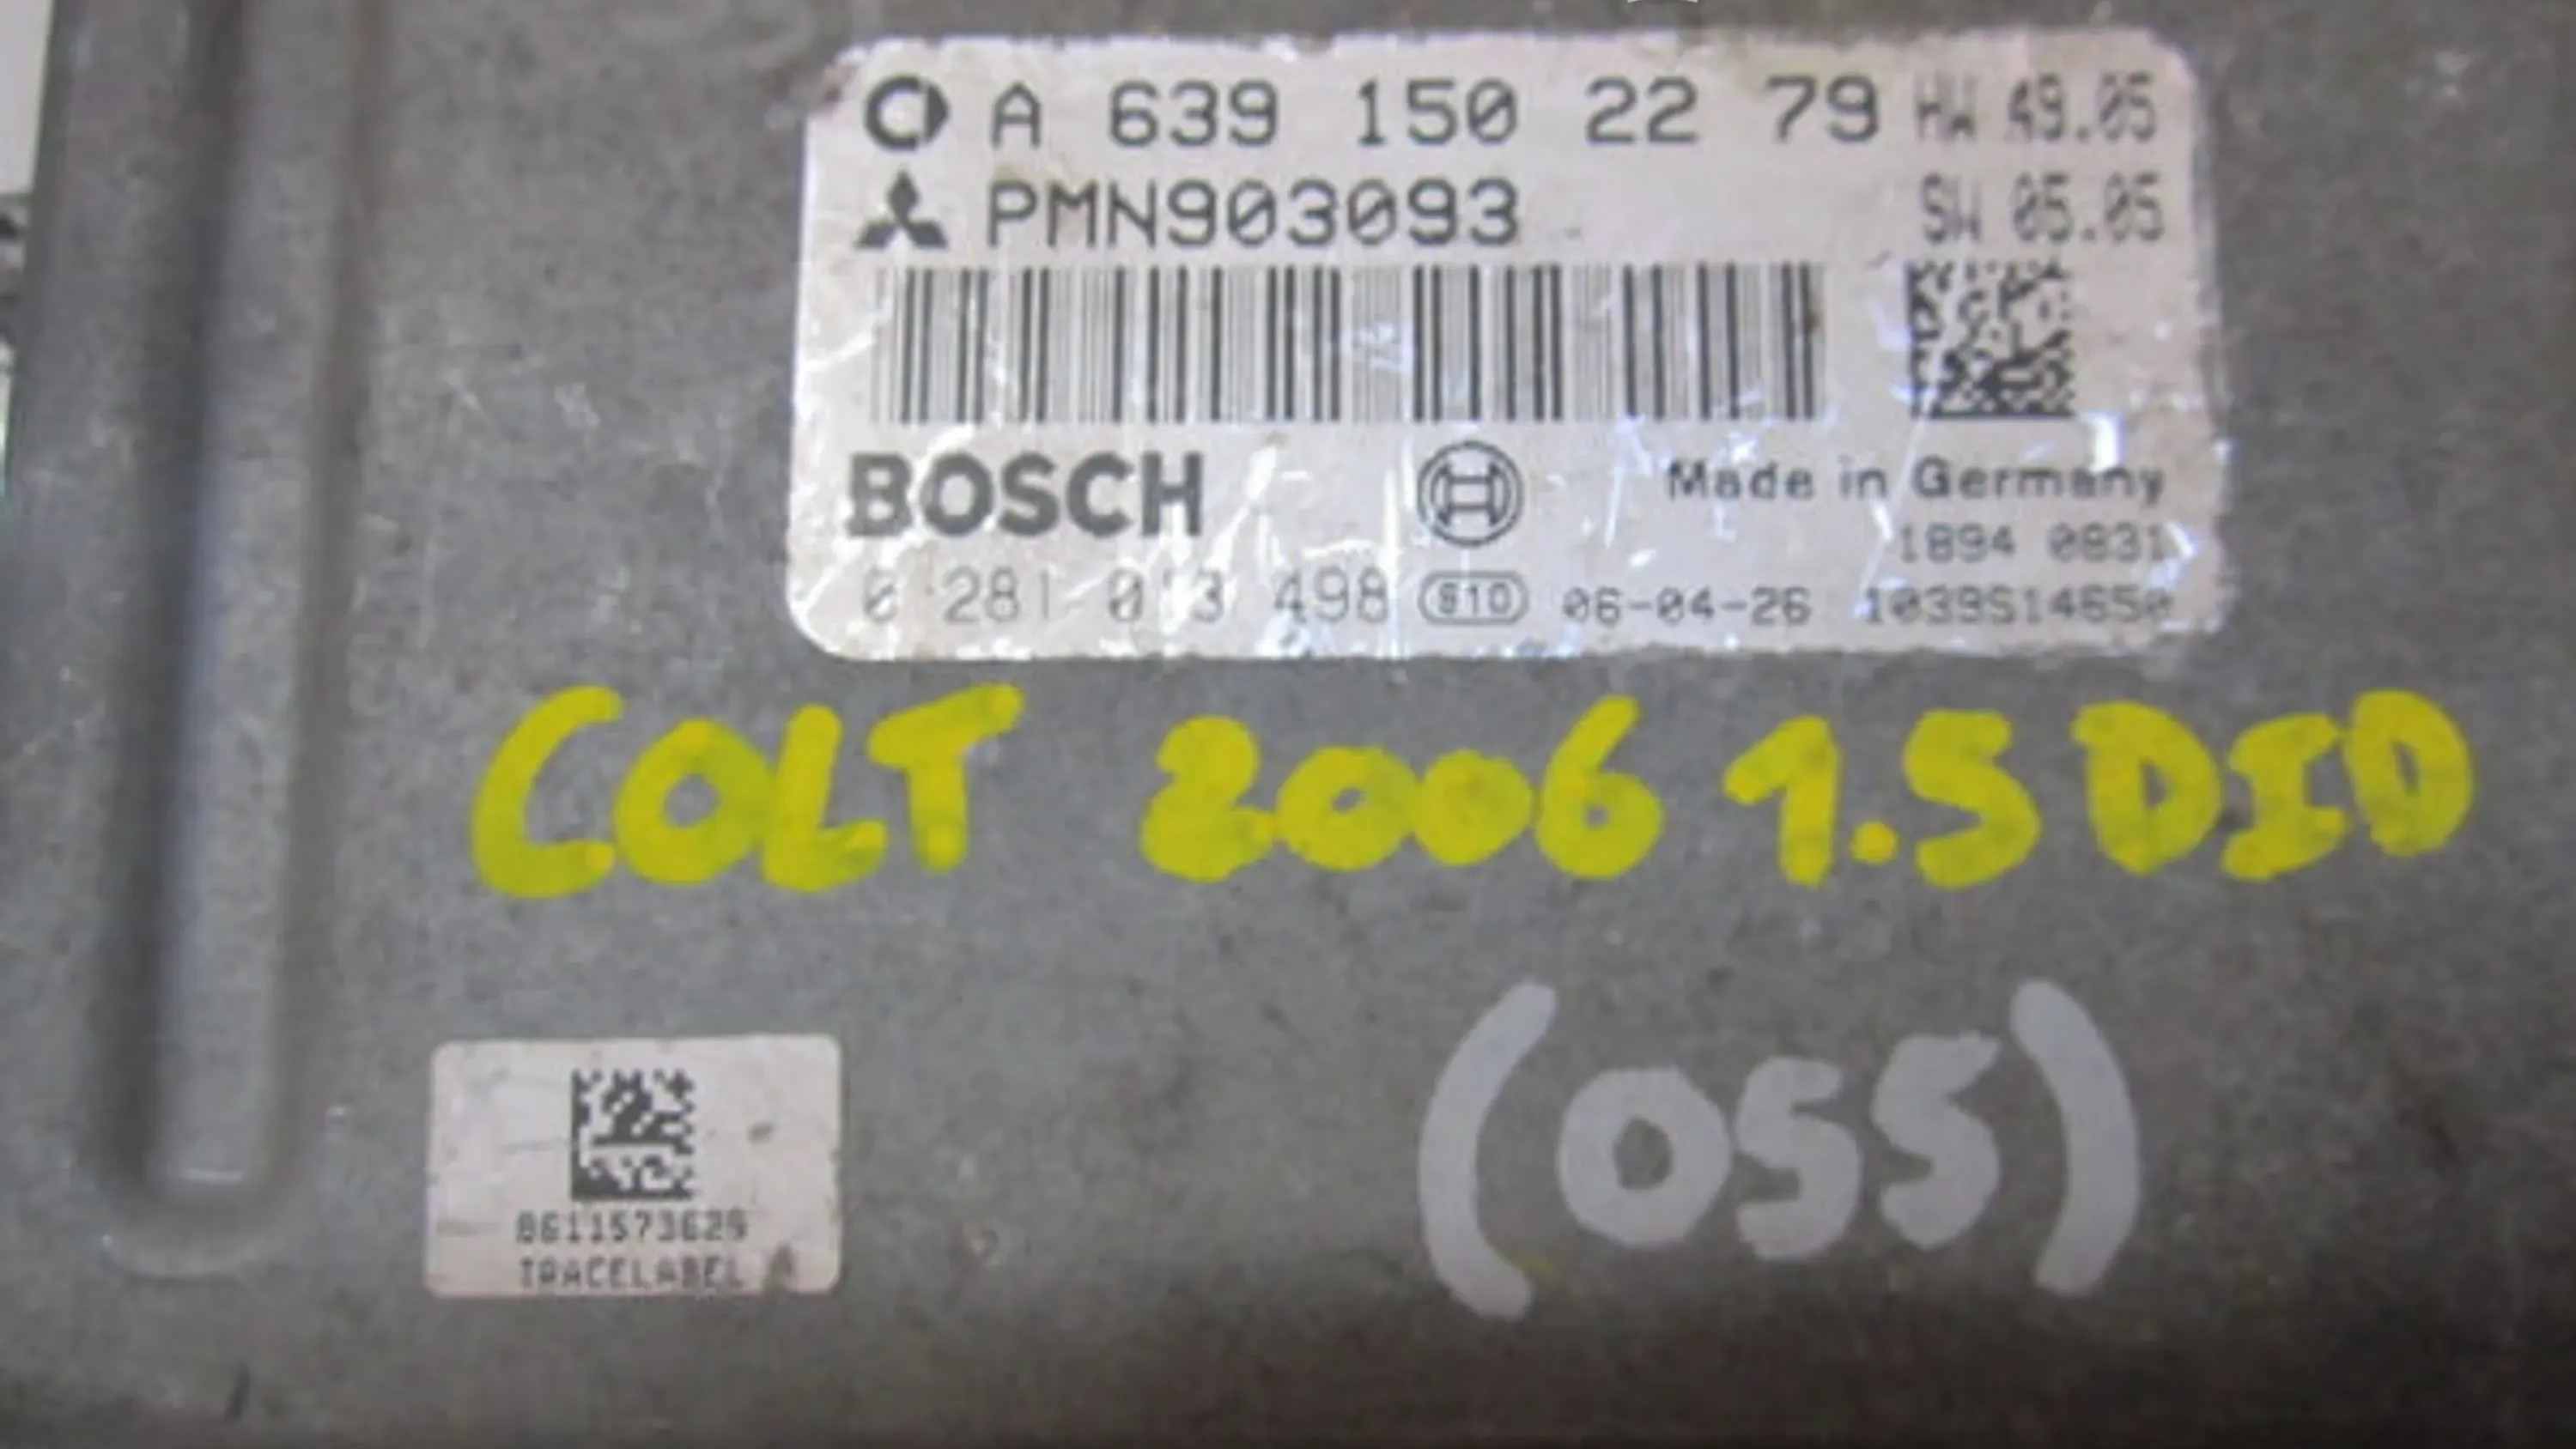 A 639 150 22 79 HW 49.05
PMN903093 SW 05.05
BOSCH Made in Germany
1894 0831
0 281 013 498 810 06-04-26 1039S14650
COLT 2006 1.5 DID
(055)
8611573629
TRACELABEL